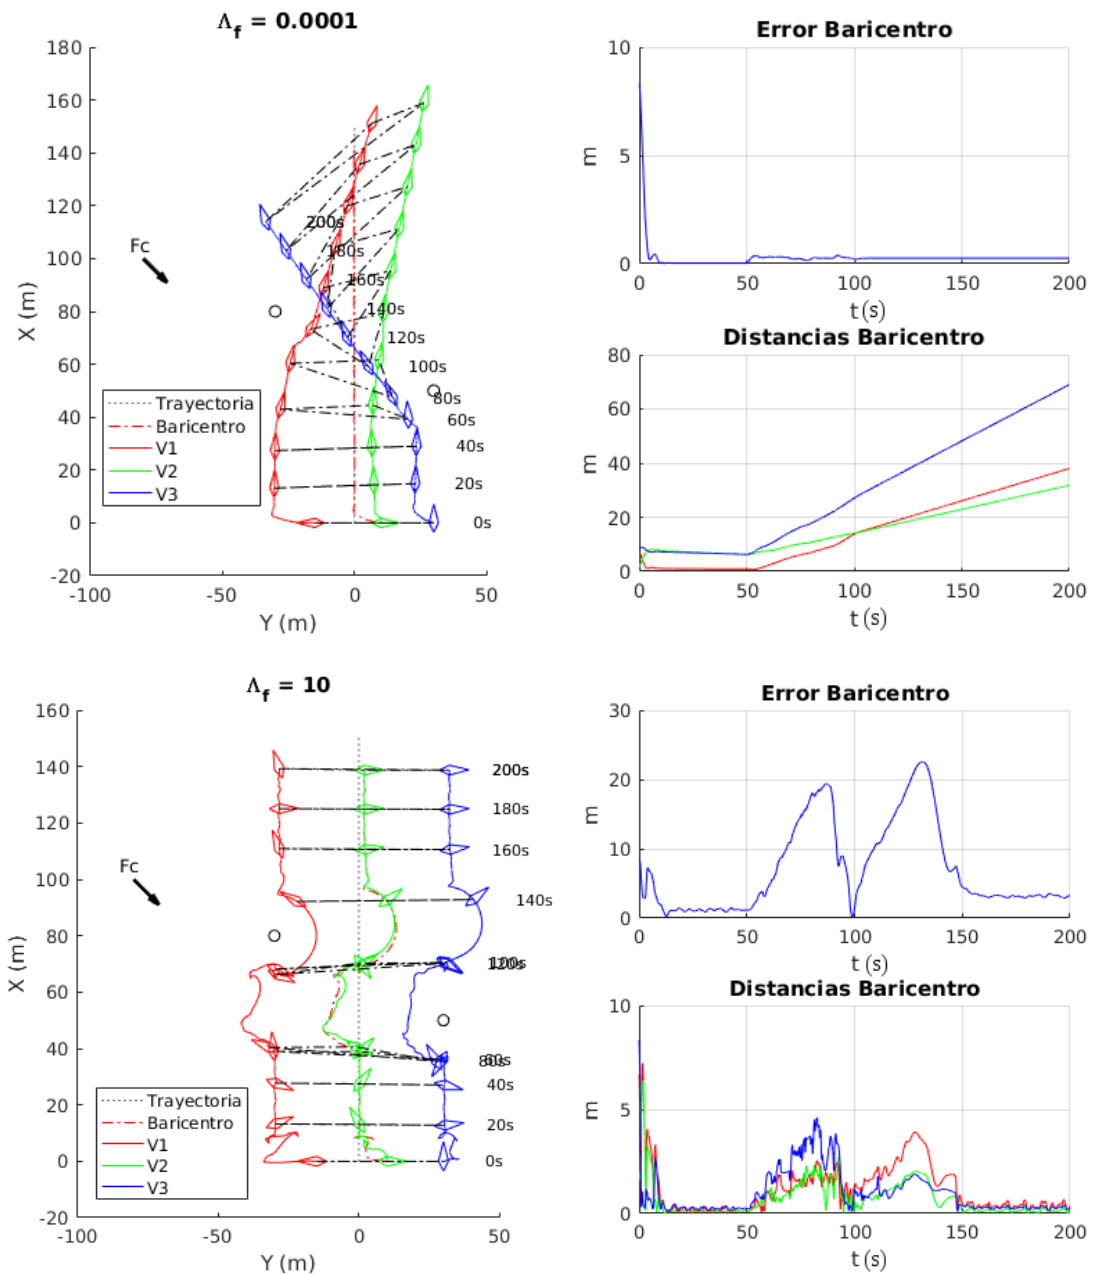 Λf = 0.0001
180
160
140
120
100
80
60
40
20
0
-20
-100
-50
0
50
X (m)
Y (m)
Fc
200s
180s
160s
140s
120s
100s
80s
60s
40s
20s
0s
Trayectoria
Baricentro
V1
V2
V3
Error Baricentro
10
5
0
m
0
50
100
150
200
t (s)
Distancias Baricentro
80
60
40
20
0
m
0
50
100
150
200
t (s)
Λf = 10
160
140
120
100
80
60
40
20
0
-20
-100
-50
0
50
X (m)
Y (m)
Fc
200s
180s
160s
140s
120s
100s
60s
80s
40s
20s
0s
Trayectoria
Baricentro
V1
V2
V3
Error Baricentro
30
20
10
0
m
0
50
100
150
200
t (s)
Distancias Baricentro
10
5
0
m
0
50
100
150
200
t (s)